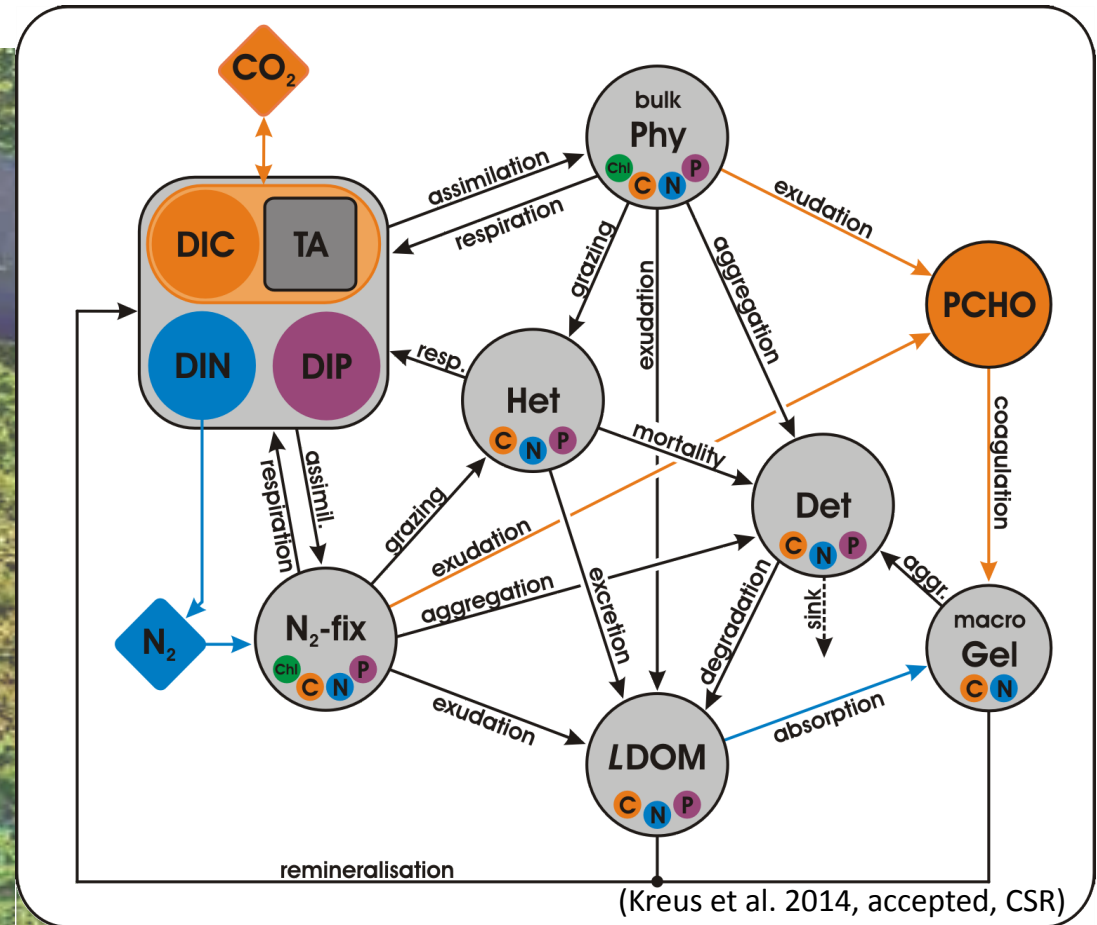 CO₂
bulk
Phy
Chl
C
N
P
assimilation
respiration
exudation
DIC
TA
DIN
DIP
grazing
exudation
aggregation
PCHO
resp.
Het
C
N
P
mortality
coagulation
respiration
assimil.
grazing
exudation
aggregation
Det
C
N
P
excretion
degradation
sink
aggr.
N₂
N₂-fix
Chl
C
N
P
macro
Gel
C
N
exudation
LDOM
C
N
P
absorption
remineralisation
(Kreus et al. 2014, accepted, CSR)